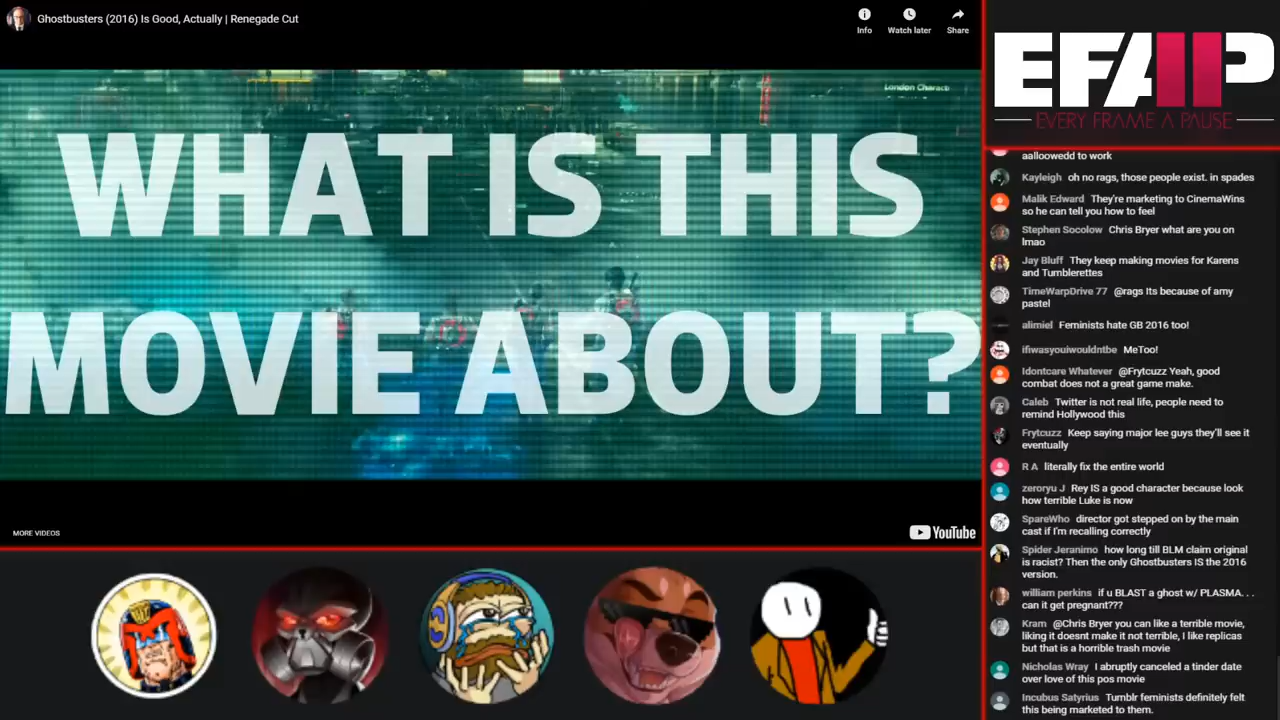 Ghostbusters (2016) Is Good, Actually | Renegade Cut
Info
Watch later
Share
London Charact
WHAT IS THIS
MOVIE ABOUT?
MORE VIDEOS
YouTube
EFAP
EVERY FRAME A PAUSE
aalloowedd to work
Kayleigh oh no rags, those people exist. in spades
Malik Edward They're marketing to CinemaWins
so he can tell you how to feel
Stephen Socolow Chris Bryer what are you on
lmao
Jay Bluff They keep making movies for Karens
and Tumblerettes
TimeWarpDrive 77 @rags Its because of amy
pastel
alimiel Feminists hate GB 2016 too!
ifiwasyouiwouldntbe MeToo!
Idontcare Whatever @Frytcuzz Yeah, good
combat does not a great game make.
Caleb Twitter is not real life, people need to
remind Hollywood this
Frytcuzz Keep saying major lee guys they'll see it
eventually
R A literally fix the entire world
zeroryu J Rey IS a good character because look
how terrible Luke is now
SpareWho director got stepped on by the main
cast if I'm recalling correctly
Spider Jeranimo how long till BLM claim original
is racist? Then the only Ghostbusters IS the 2016
version.
william perkins if u BLAST a ghost w/ PLASMA. . .
can it get pregnant???
Kram @Chris Bryer you can like a terrible movie,
liking it doesnt make it not terrible, I like replicas
but that is a horrible trash movie
Nicholas Wray I abruptly canceled a tinder date
over love of this pos movie
Incubus Satyrius Tumblr feminists definitely felt
this being marketed to them.